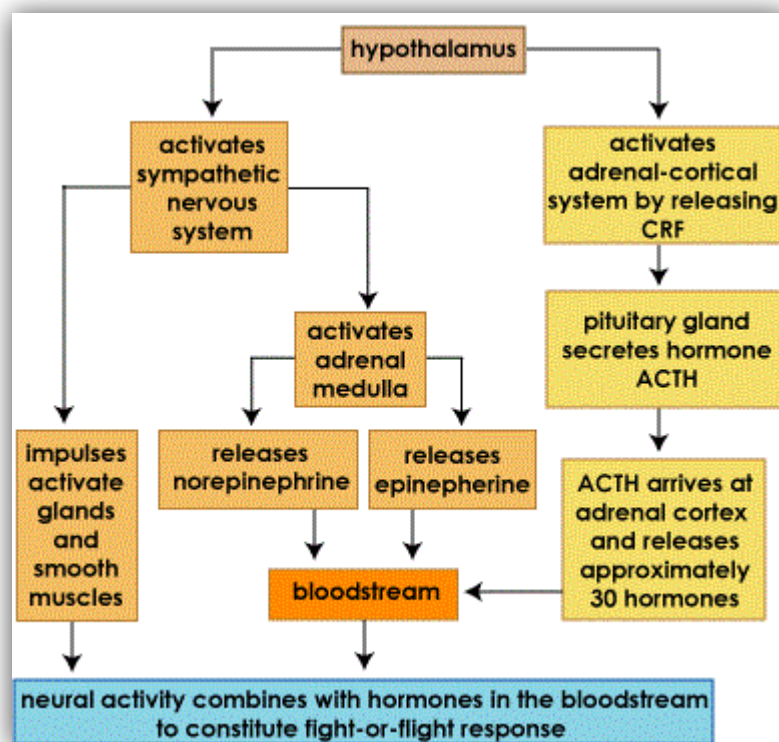 hypothalamus
activates
sympathetic
nervous
system
activates
adrenal-cortical
system by releasing
CRF
activates
adrenal
medulla
pituitary gland
secretes hormone
ACTH
impulses
activate
glands
and
smooth
muscles
releases
norepinephrine
releases
epinepherine
ACTH arrives at
adrenal cortex
and releases
approximately
30 hormones
bloodstream
neural activity combines with hormones in the bloodstream
to constitute fight-or-flight response